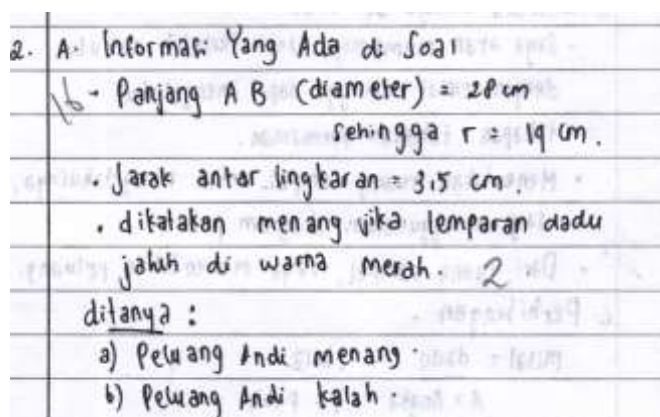 2. A. Informasi Yang Ada di Soal
16 - Panjang AB (diameter) = 28 cm
sehingga r = 14 cm.
• Jarak antar lingkaran = 3,5 cm.
• dikatakan menang jika lemparan dadu
jatuh di warna merah. 2
ditanya :
a) Peluang Andi menang.
b) Peluang Andi kalah.